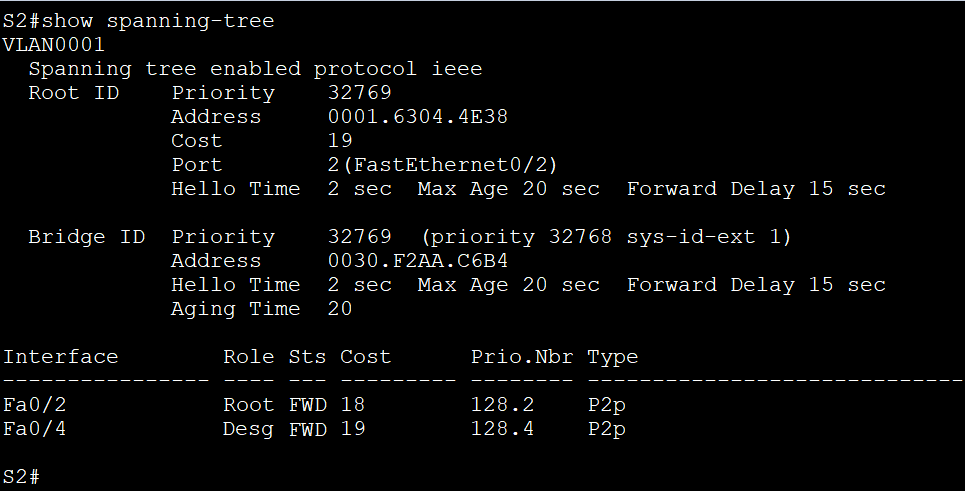 S2#show spanning-tree
VLAN0001
  Spanning tree enabled protocol ieee
  Root ID    Priority    32769
             Address     0001.6304.4E38
             Cost        19
             Port        2(FastEthernet0/2)
             Hello Time  2 sec  Max Age 20 sec  Forward Delay 15 sec

  Bridge ID  Priority    32769  (priority 32768 sys-id-ext 1)
             Address     0030.F2AA.C6B4
             Hello Time  2 sec  Max Age 20 sec  Forward Delay 15 sec
             Aging Time  20

Interface        Role Sts Cost      Prio.Nbr Type
---------------- ---- --- --------- -------- -----------------------------
Fa0/2            Root FWD 18        128.2    P2p
Fa0/4            Desg FWD 19        128.4    P2p

S2#